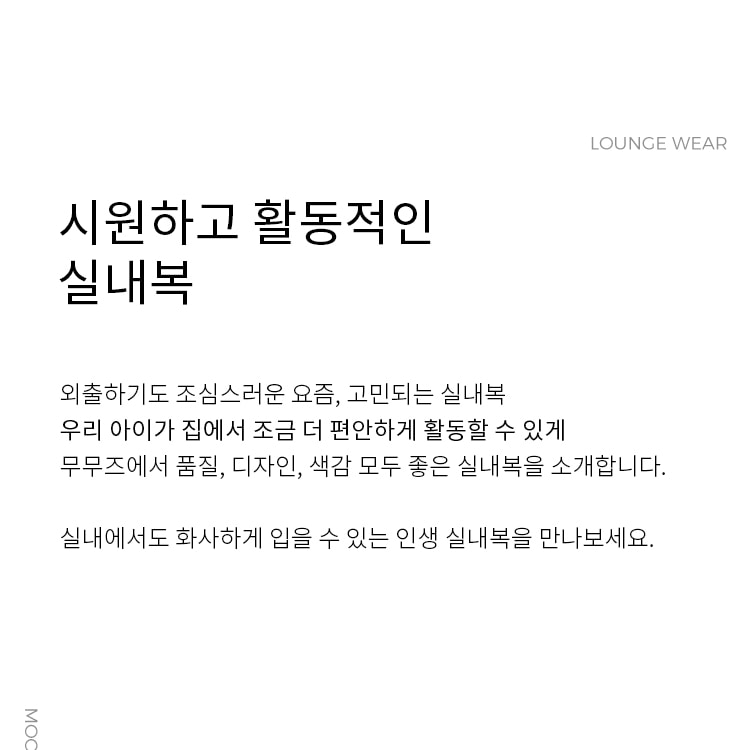 LOUNGE WEAR
시원하고 활동적인
실내복
외출하기도 조심스러운 요즘, 고민되는 실내복
우리 아이가 집에서 조금 더 편안하게 활동할 수 있게
무무즈에서 품질, 디자인, 색감 모두 좋은 실내복을 소개합니다.
실내에서도 화사하게 입을 수 있는 인생 실내복을 만나보세요.